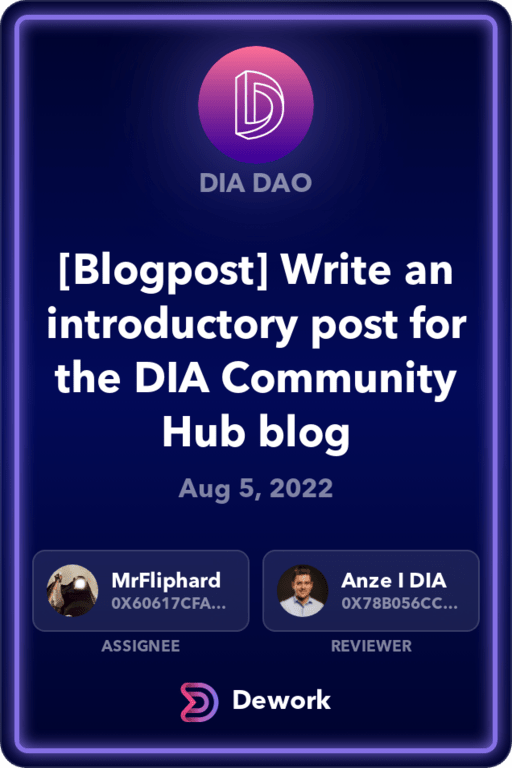 DIA DAO
[Blogpost] Write an
introductory post for
the DIA Community
Hub blog
Aug 5, 2022
MrFliphard
0X60617CFA...
ASSIGNEE
Anze I DIA
0X78B056CC...
REVIEWER
Dework